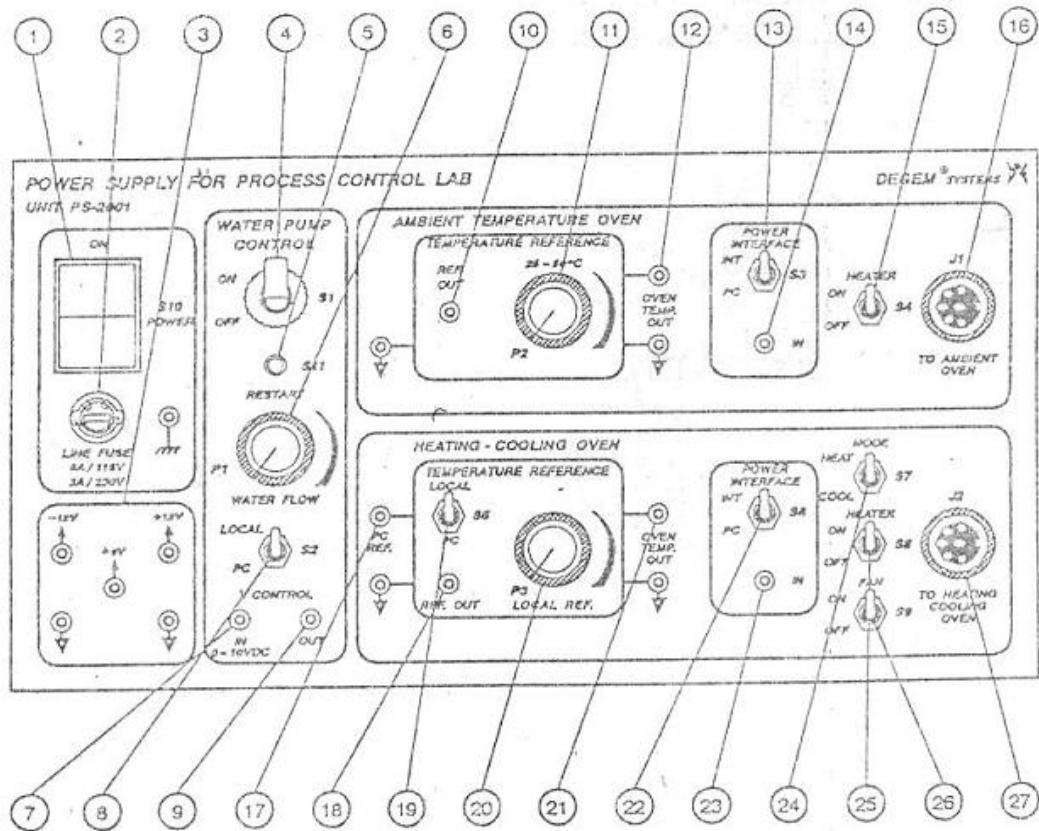 1 2 3 4 5 6 10 11 12 13 14 15 16
POWER SUPPLY FOR PROCESS CONTROL LAB
UNIT PS-2001
DEGEM® SYSTEMS
ON
S10
POWER
LINE FUSE
3A / 230V
-12V
+12V
WATER PUMP
CONTROL
ON
OFF
S1
S11
RESTART
P1
WATER FLOW
LOCAL
PC
S2
CONTROL
IN
0-10VDC
OUT
AMBIENT TEMPERATURE OVEN
TEMPERATURE REFERENCE
REF.
OUT
P2
OVEN
TEMP.
OUT
POWER
INTERFACE
INT
PC
S3
IN
HEATER
ON
OFF
S4
J1
TO AMBIENT
OVEN
HEATING - COOLING OVEN
TEMPERATURE REFERENCE
LOCAL
PC
PC
REF.
REF. OUT
P3
LOCAL REF.
OVEN
TEMP.
OUT
POWER
INTERFACE
INT
PC
IN
MODE
HEAT
COOL
S7
HEATER
ON
OFF
S8
FAN
ON
OFF
S9
TO HEATING
COOLING
OVEN
7 8 9 17 18 19 20 21 22 23 24 25 26 27